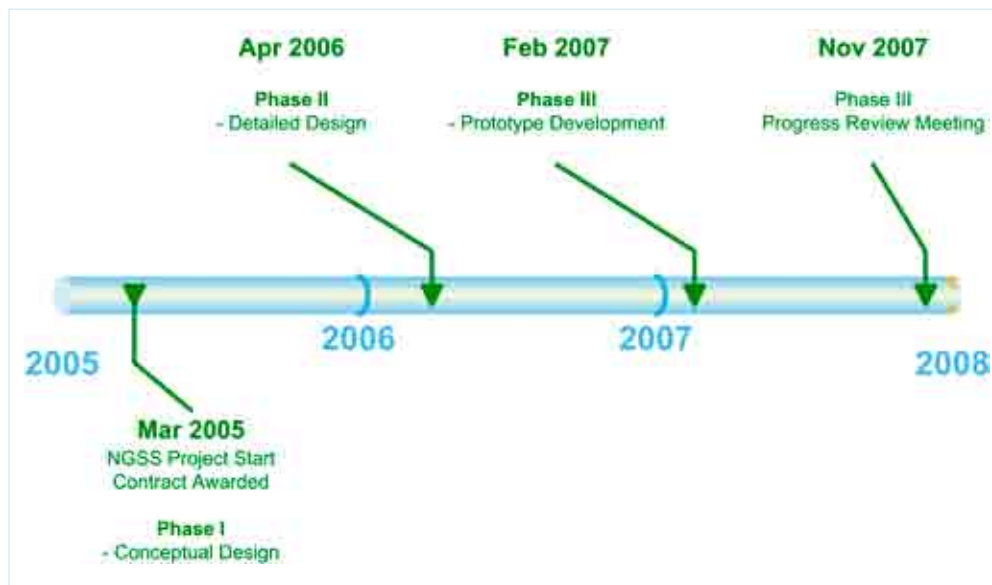 Apr 2006
Phase II
- Detailed Design
Feb 2007
Phase III
- Prototype Development
Nov 2007
Phase III
Progress Review Meeting
2005
2006
2007
2008
Mar 2005
NGSS Project Start
Contract Awarded
Phase I
- Conceptual Design